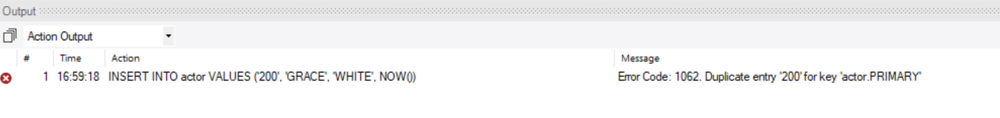 Output
Action Output
# Time Action Message
1 16:59:18 INSERT INTO actor VALUES ('200', 'GRACE', 'WHITE', NOW()) Error Code: 1062. Duplicate entry '200' for key 'actor.PRIMARY'